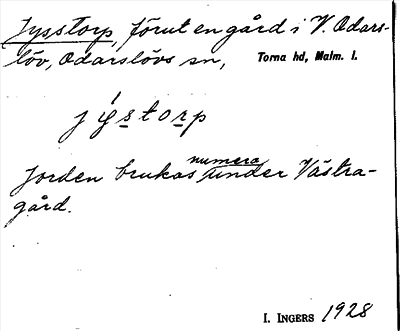 Jysstorp, förut en gård i V. Odars-
löv, Odarslövs sn, Torna hd, Malm. l.
jýstorp
Jorden brukas numera under Västra-
gård.
I. INGERS 1928